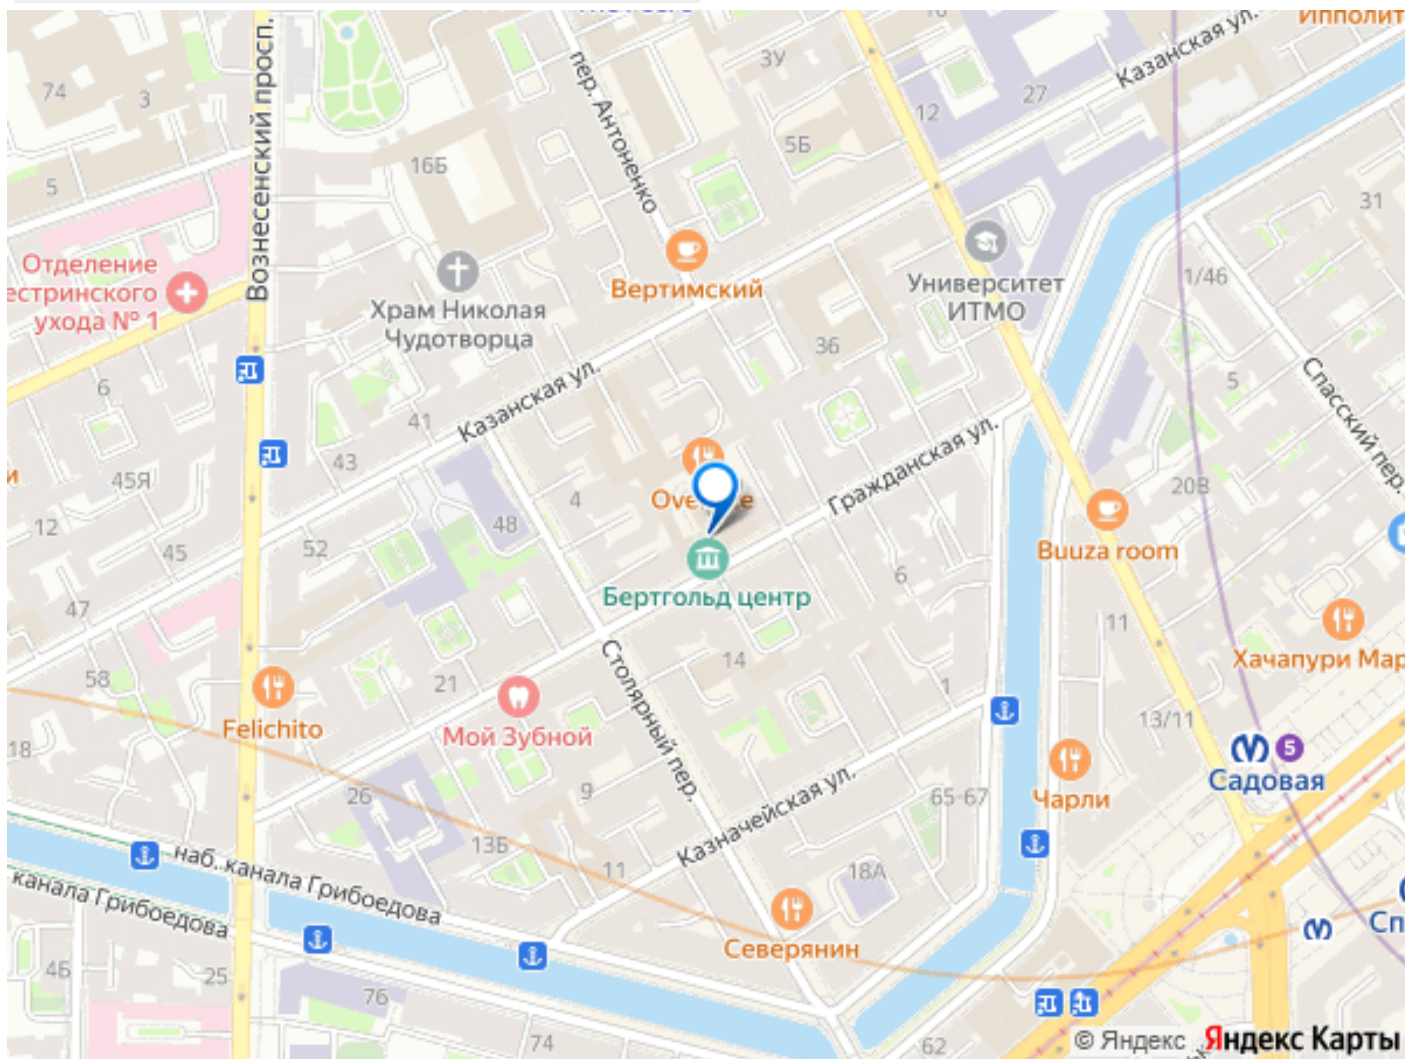 Ипполит
Казанская ул.
Вознесенский просп.
пер. Антоненко
3У
74
3
12
27
5Б
16Б
5
31
Отделение
естринского
ухода № 1
Храм Николая
Чудотворца
Вертимский
Университет
ИТМО
1/46
36
5
Спасский пер.
6
41
Казанская ул.
43
45Я
и
12
45
52
48
4
Гражданская ул.
20В
Buuza room
Бертгольд центр
6
47
58
21
14
1
11
Хачапури Мар
Felichito
Мой Зубной
Столярный пер.
13/11
18
5
Садовая
26
9
65-67
Чарли
Казначейская ул.
13Б
11
18А
наб. канала Грибоедова
канала Грибоедова
Северянин
Сп
4Б
25
76
74
62
© Яндекс Яндекс Карты